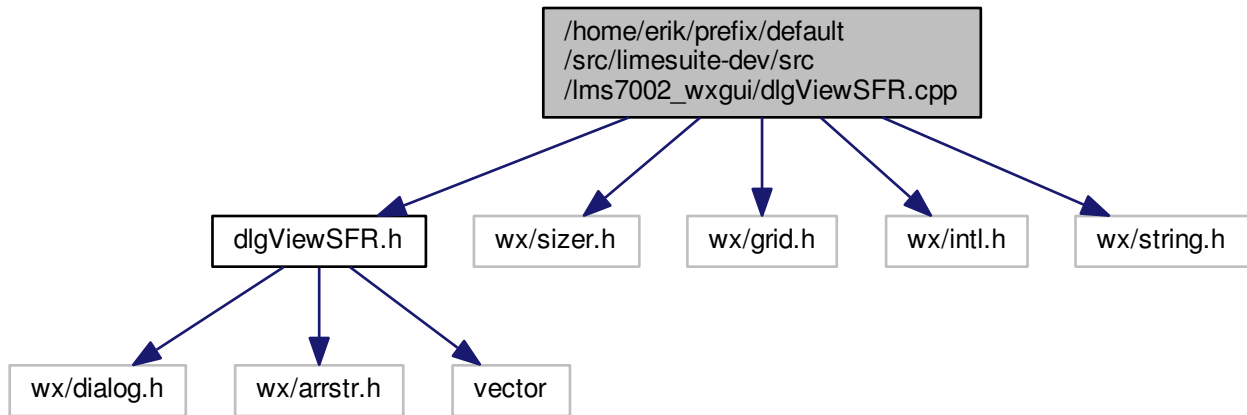 /home/erik/prefix/default
/src/limesuite-dev/src
/lms7002_wxgui/dlgViewSFR.cpp
dlgViewSFR.h
wx/sizer.h
wx/grid.h
wx/intl.h
wx/string.h
wx/dialog.h
wx/arrstr.h
vector